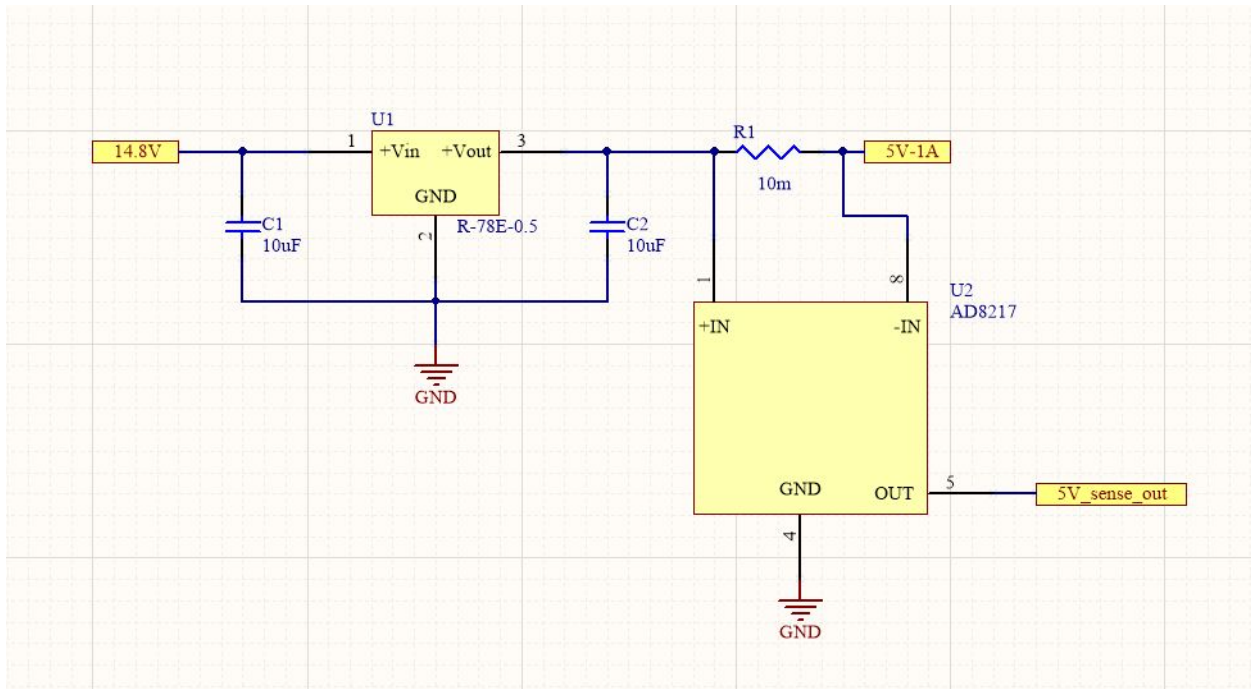 U1
14.8V
1
+Vin
+Vout
3
GND
2
R-78E-0.5
C1
10uF
C2
10uF
GND
R1
10m
5V-1A
1
8
U2
AD8217
+IN
-IN
GND
OUT
5
5V_sense_out
4
GND